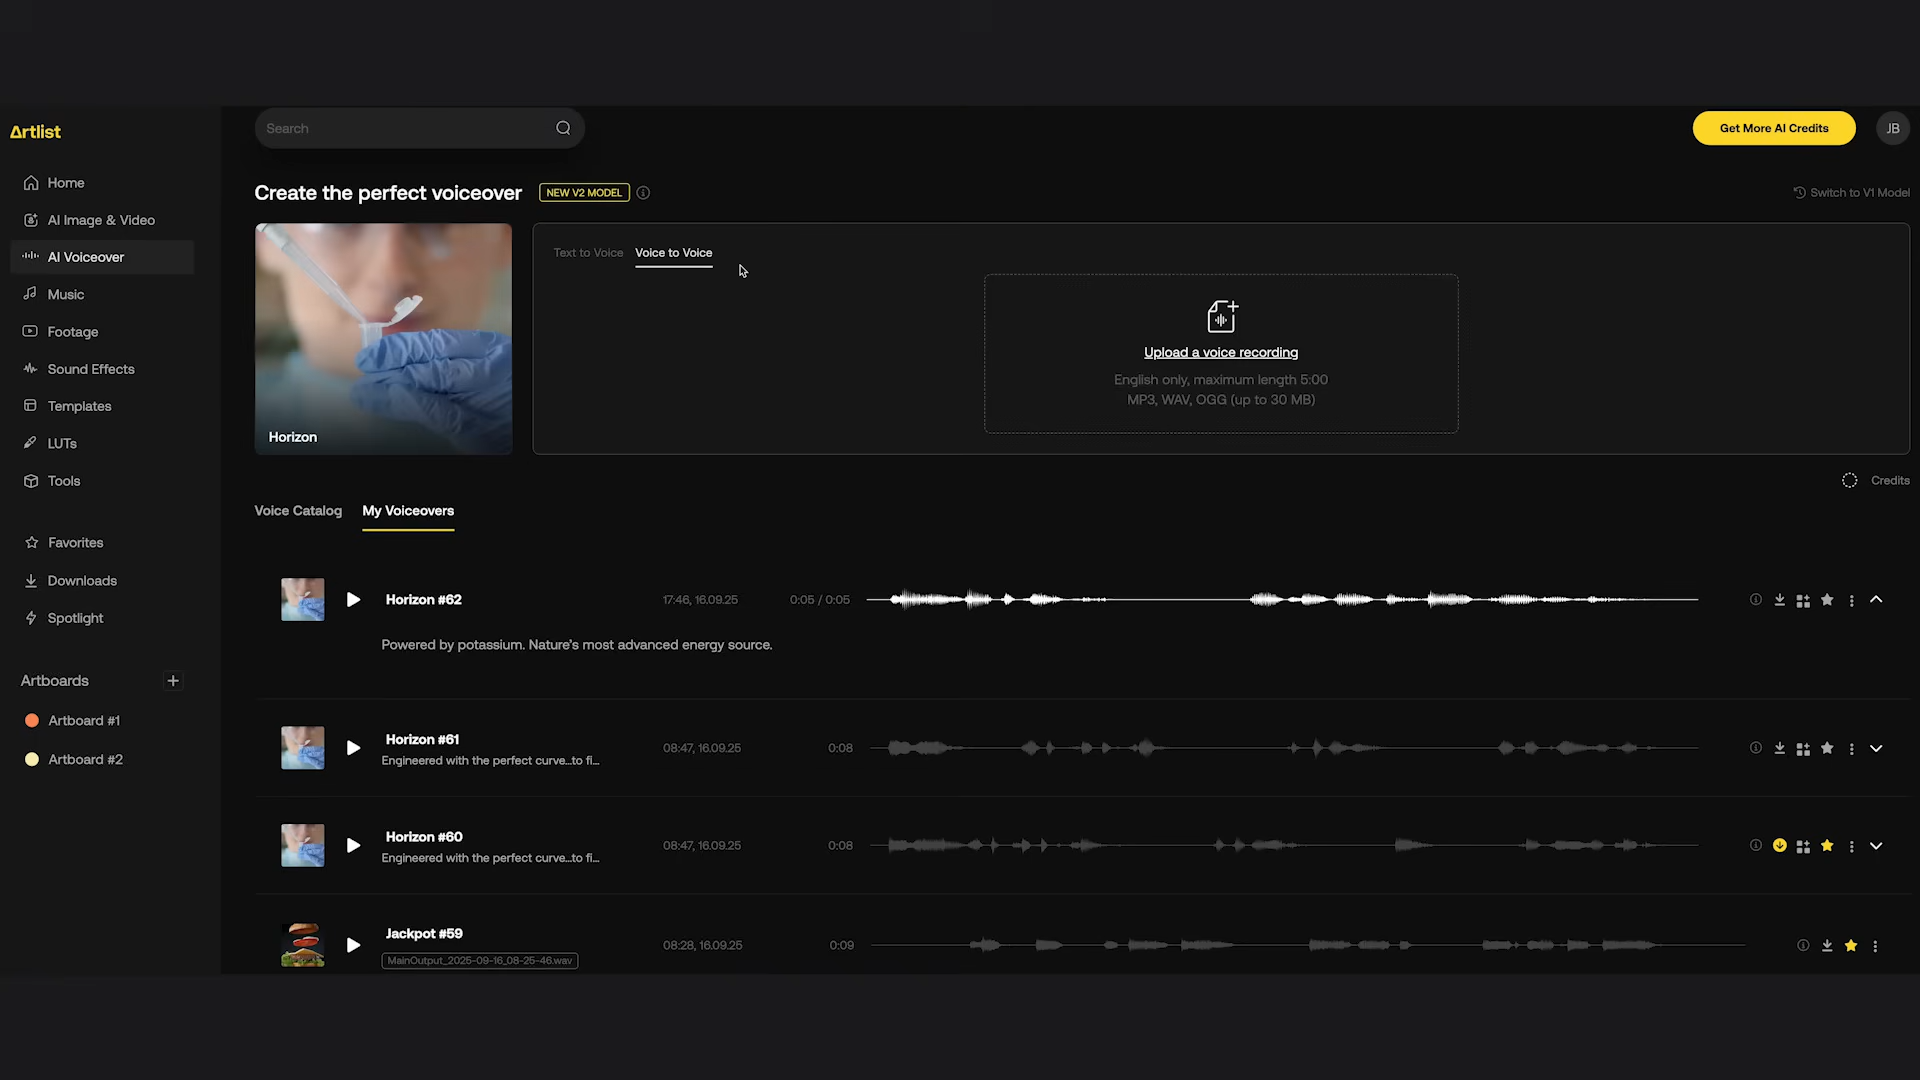 Artlist
Search
Get More AI Credits
JB
Home
AI Image & Video
AI Voiceover
Music
Footage
Sound Effects
Templates
LUTs
Tools
Favorites
Downloads
Spotlight
Artboards
Artboard #1
Artboard #2
Create the perfect voiceover
NEW V2 MODEL
Switch to V1 Model
Horizon
Text to Voice
Voice to Voice
Upload a voice recording
English only, maximum length 5:00
MP3, WAV, OGG (up to 30 MB)
Credits
Voice Catalog
My Voiceovers
Horizon #62
17:46, 16.09.25
0:05 / 0:05
Powered by potassium. Nature's most advanced energy source.
Horizon #61
Engineered with the perfect curve...to fi...
08:47, 16.09.25
0:08
Horizon #60
Engineered with the perfect curve...to fi...
08:47, 16.09.25
0:08
Jackpot #59
MainOutput_2025-09-16_08-25-46.wav
08:28, 16.09.25
0:09